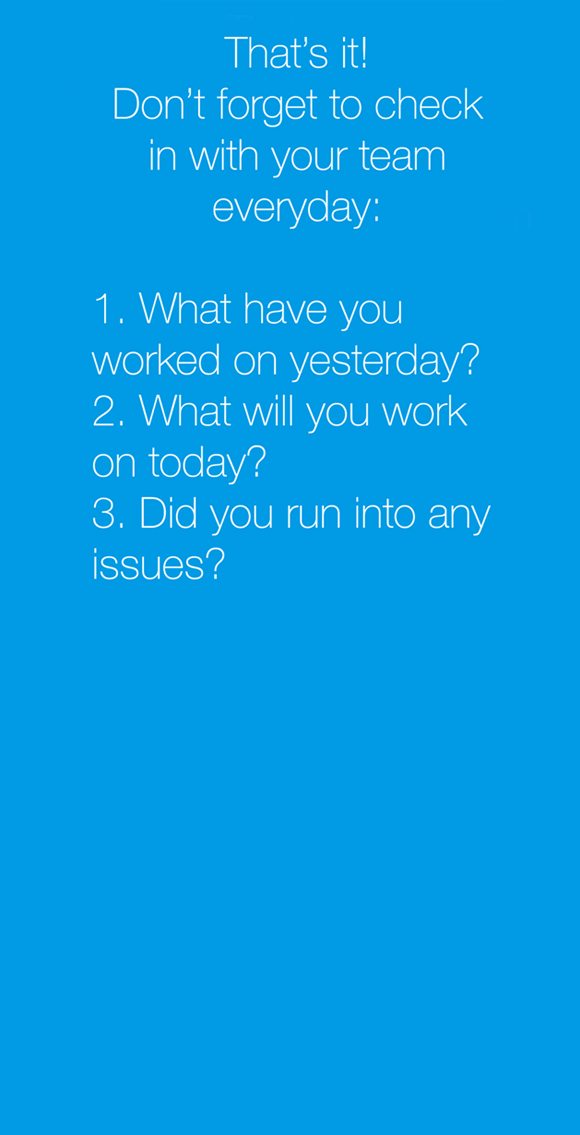 That’s it!
Don’t forget to check
in with your team
everyday:
1. What have you
worked on yesterday?
2. What will you work
on today?
3. Did you run into any
issues?